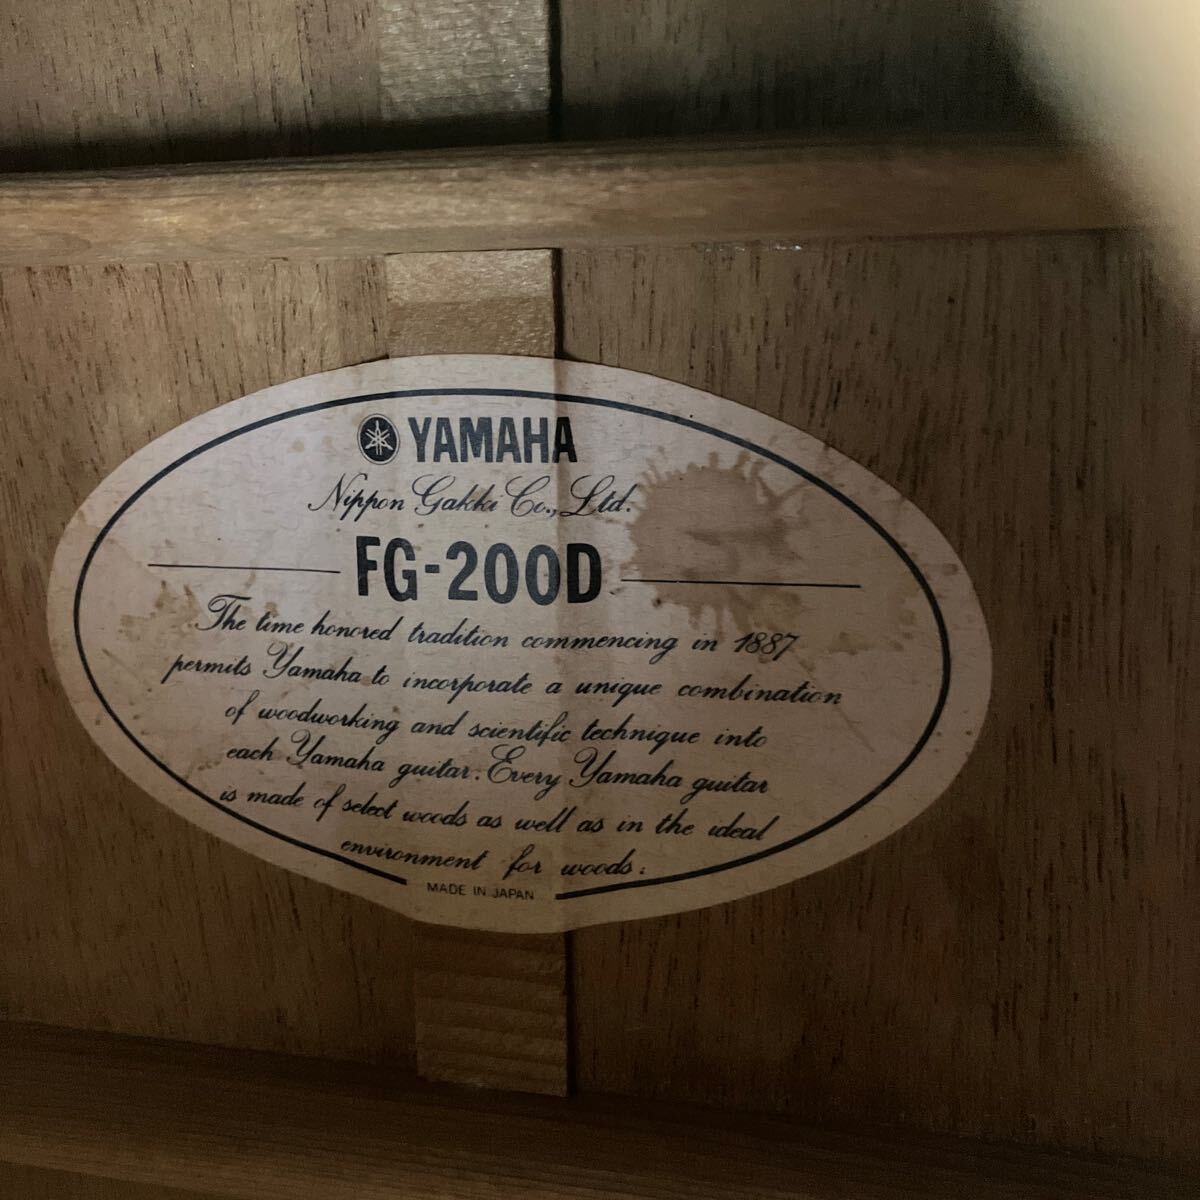 YAMAHA
Nippon Gakki Co., Ltd.
FG-200D
The time honored tradition commencing in 1887
permits Yamaha to incorporate a unique combination
of woodworking and scientific technique into
each Yamaha guitar. Every Yamaha guitar
is made of select woods as well as in the ideal
environment for woods.
MADE IN JAPAN